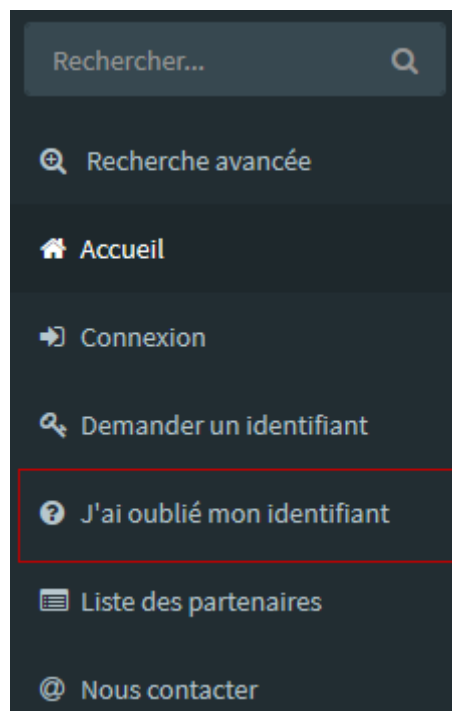 Rechercher...
Recherche avancée
Accueil
Connexion
Demander un identifiant
J'ai oublié mon identifiant
Liste des partenaires
Nous contacter